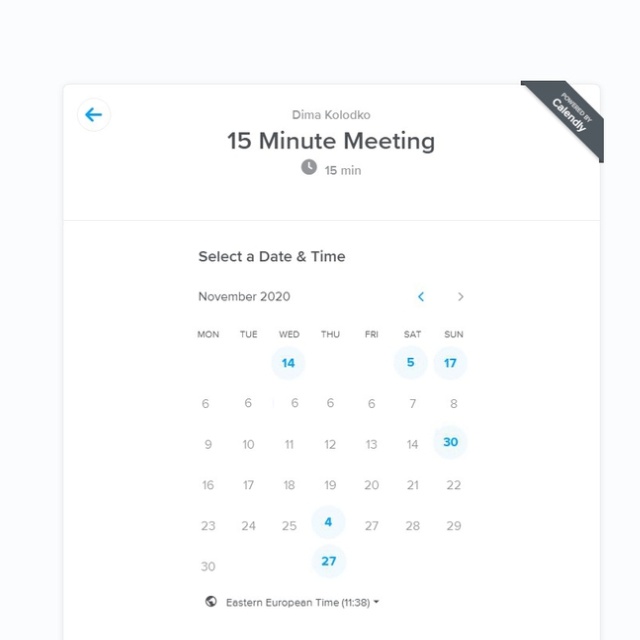 POWERED BY
Calendly
Dima Kolodko
15 Minute Meeting
15 min
Select a Date & Time
November 2020
MON TUE WED THU FRI SAT SUN
14 5 17
6 6 6 6 6 7 8
9 10 11 12 13 14 30
16 17 18 19 20 21 22
23 24 25 4 27 28 29
30 27
Eastern European Time (11:38)